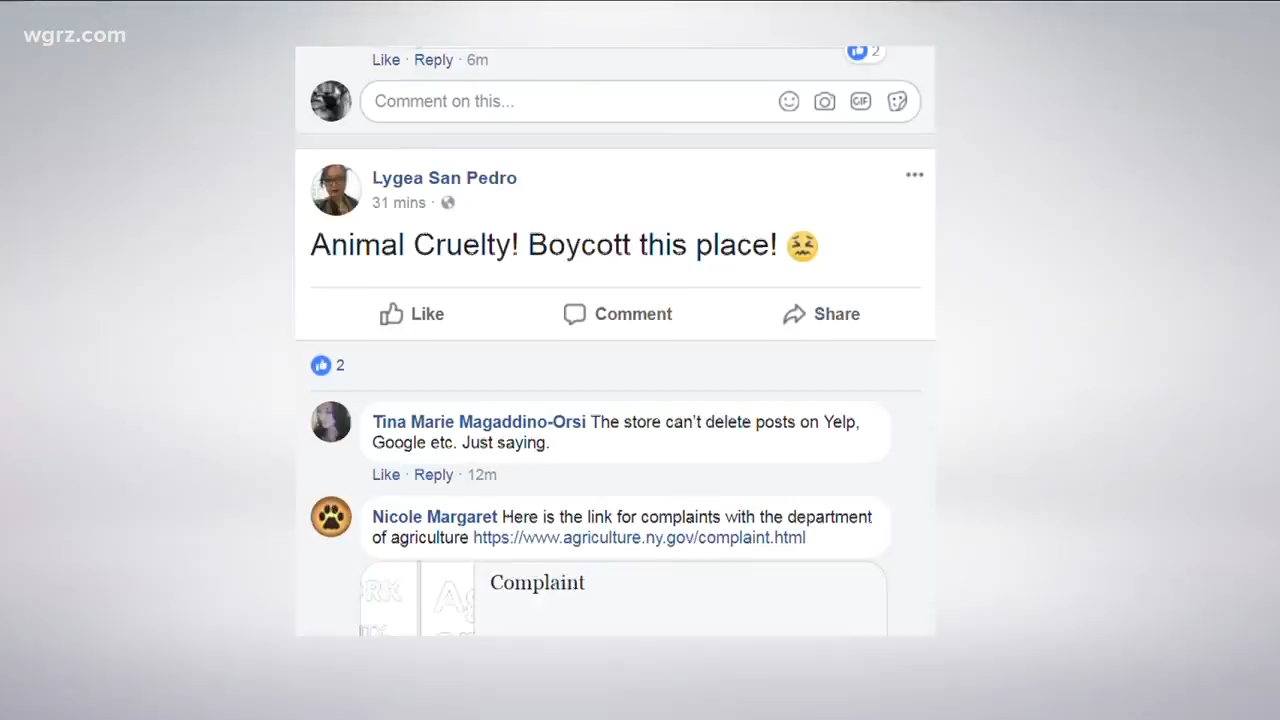 wgrz.com
Like · Reply · 6m
2
Comment on this...
GIF
Lygea San Pedro
31 mins ·
Animal Cruelty! Boycott this place! 😖
Like Comment Share
2
Tina Marie Magaddino-Orsi The store can't delete posts on Yelp,
Google etc. Just saying.
Like · Reply · 12m
Nicole Margaret Here is the link for complaints with the department
of agriculture https://www.agriculture.ny.gov/complaint.html
Complaint